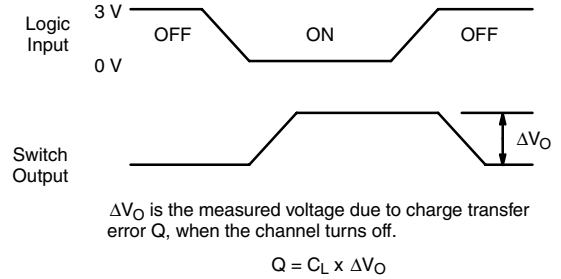 Logic
Input
3 V
0 V
OFF
ON
OFF
Switch
Output
ΔVO
ΔVO is the measured voltage due to charge transfer
error Q, when the channel turns off.
Q = CL x ΔVO